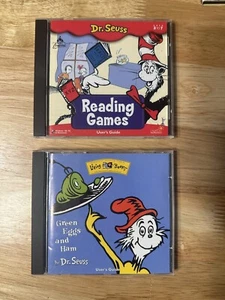 Dr. Seuss
Reading
Games
User's Guide
Living Books
Green
Eggs
and
Ham
by Dr. Seuss
User's Guide